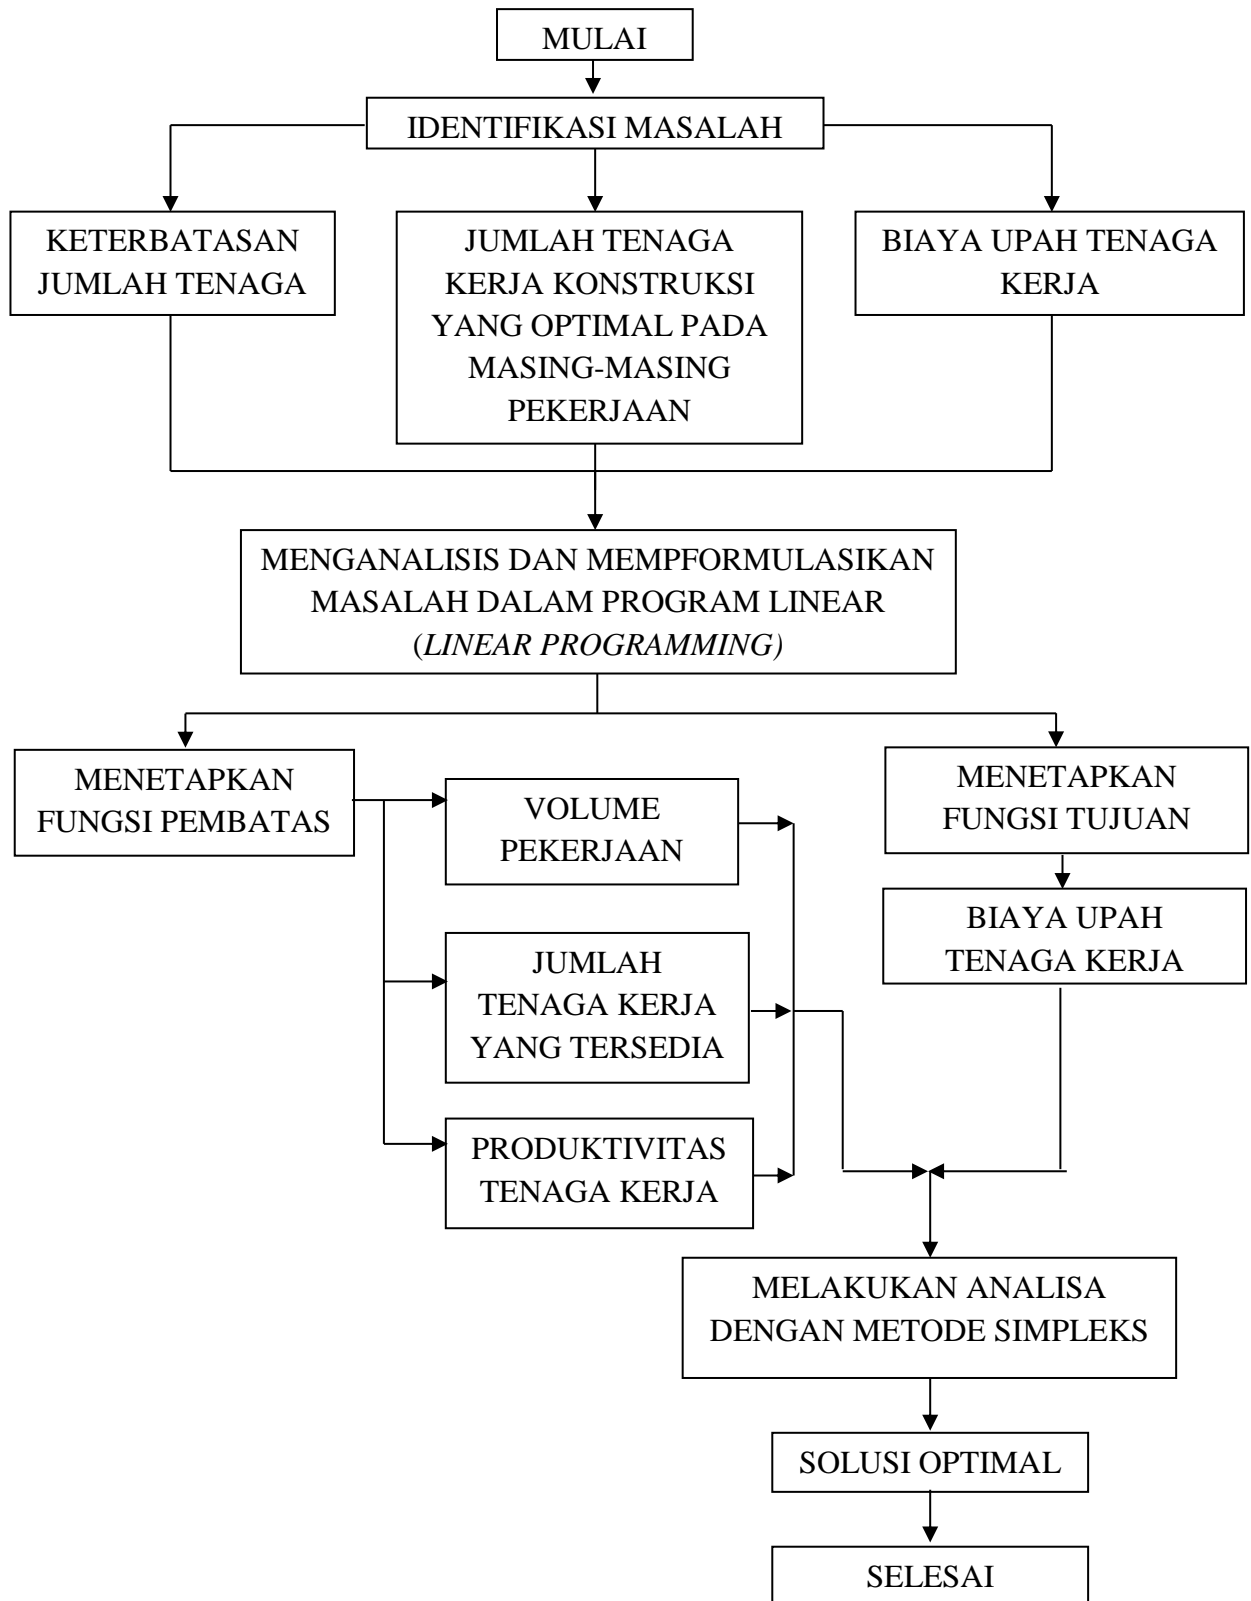 MULAI
IDENTIFIKASI MASALAH
KETERBATASAN
JUMLAH TENAGA
JUMLAH TENAGA
KERJA KONSTRUKSI
YANG OPTIMAL PADA
MASING-MASING
PEKERJAAN
BIAYA UPAH TENAGA
KERJA
MENGANALISIS DAN MEMPFORMULASIKAN
MASALAH DALAM PROGRAM LINEAR
(LINEAR PROGRAMMING)
MENETAPKAN
FUNGSI PEMBATAS
VOLUME
PEKERJAAN
JUMLAH
TENAGA KERJA
YANG TERSEDIA
PRODUKTIVITAS
TENAGA KERJA
MENETAPKAN
FUNGSI TUJUAN
BIAYA UPAH
TENAGA KERJA
MELAKUKAN ANALISA
DENGAN METODE SIMPLEKS
SOLUSI OPTIMAL
SELESAI